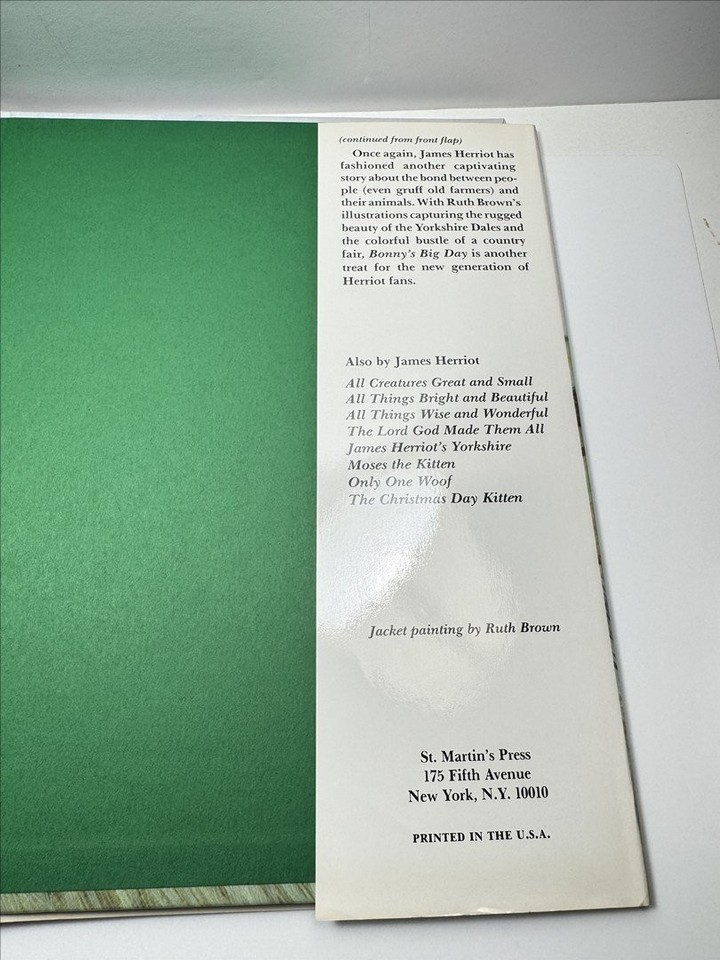 (continued from front flap)
Once again, James Herriot has
fashioned another captivating
story about the bond between peo-
ple (even gruff old farmers) and
their animals. With Ruth Brown's
illustrations capturing the rugged
beauty of the Yorkshire Dales and
the colorful bustle of a country
fair, Bonny's Big Day is another
treat for the new generation of
Herriot fans.
Also by James Herriot
All Creatures Great and Small
All Things Bright and Beautiful
All Things Wise and Wonderful
The Lord God Made Them All
James Herriot's Yorkshire
Moses the Kitten
Only One Woof
The Christmas Day Kitten
Jacket painting by Ruth Brown
St. Martin's Press
175 Fifth Avenue
New York, N.Y. 10010
PRINTED IN THE U.S.A.